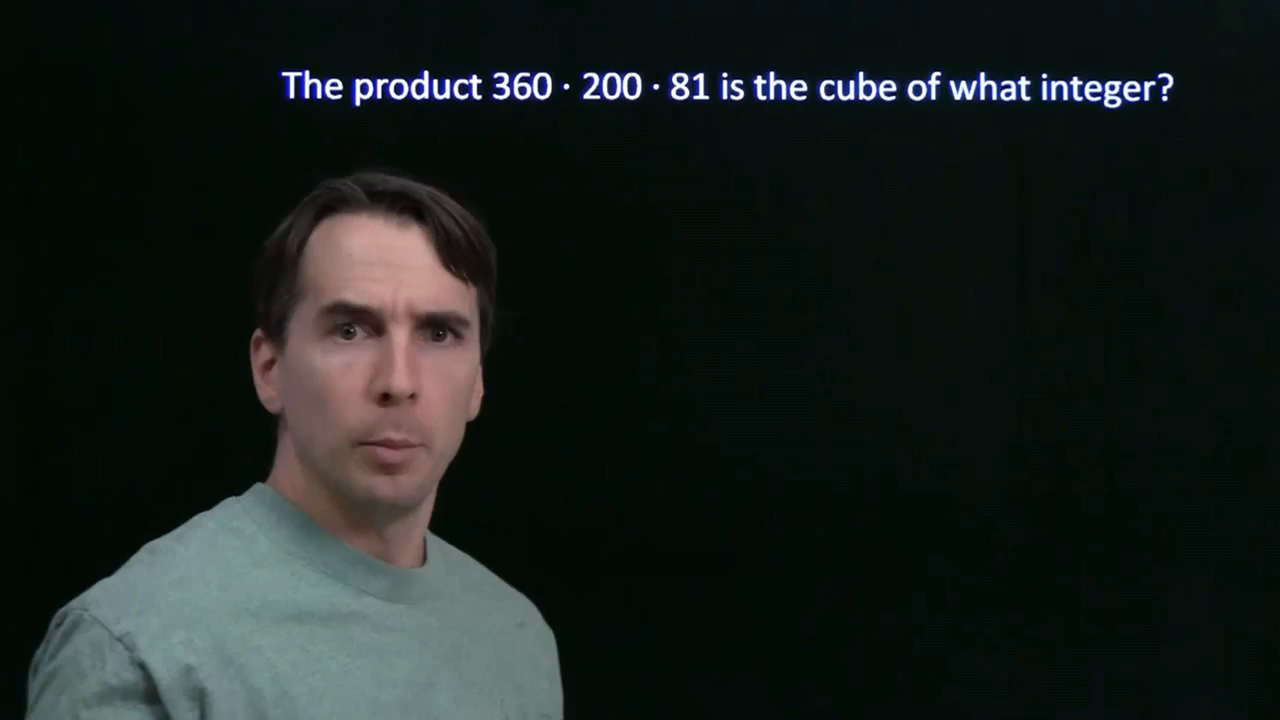 The product 360 · 200 · 81 is the cube of what integer?